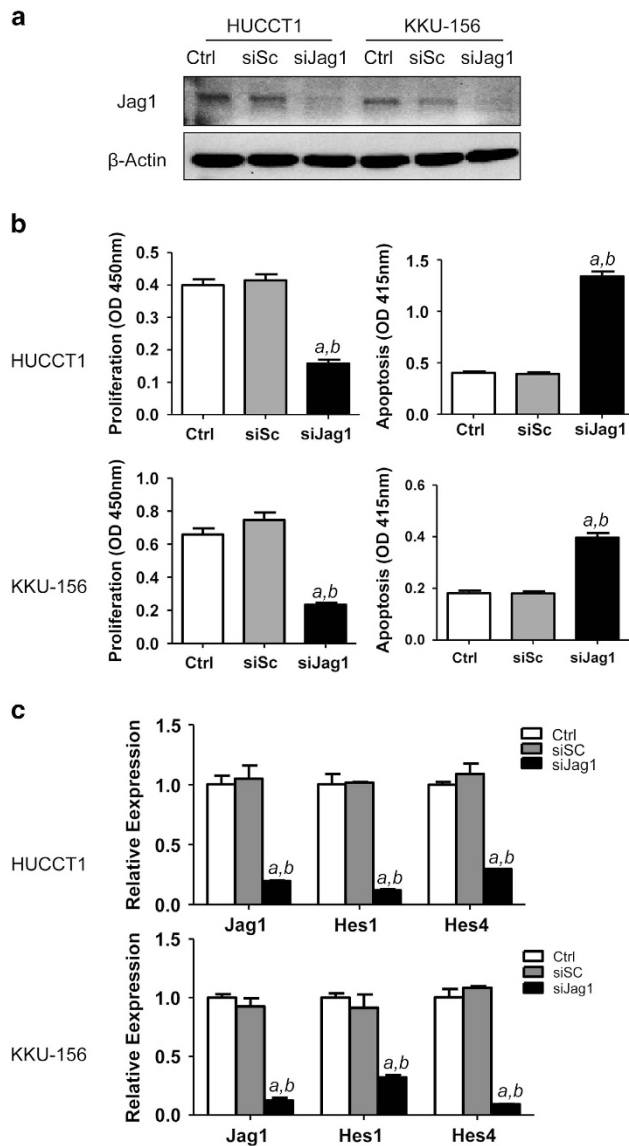 a
HUCCT1 KKU-156
Ctrl siSc siJag1 Ctrl siSc siJag1
Jag1
β-Actin
b
HUCCT1
Proliferation (OD 450nm)
0.5
0.4
0.3
0.2
0.1
0.0
a,b
Ctrl siSc siJag1
Apoptosis (OD 415nm)
1.5
1.0
0.5
0.0
a,b
Ctrl siSc siJag1
KKU-156
Proliferation (OD 450nm)
1.0
0.8
0.6
0.4
0.2
0.0
a,b
Ctrl siSc siJag1
Apoptosis (OD 415nm)
0.6
0.4
0.2
0.0
a,b
Ctrl siSc siJag1
c
HUCCT1
Relative Eexpression
1.5
1.0
0.5
0.0
a,b a,b a,b
Jag1 Hes1 Hes4
Ctrl
siSC
siJag1
KKU-156
Relative Eexpression
1.5
1.0
0.5
0.0
a,b a,b a,b
Jag1 Hes1 Hes4
Ctrl
siSC
siJag1